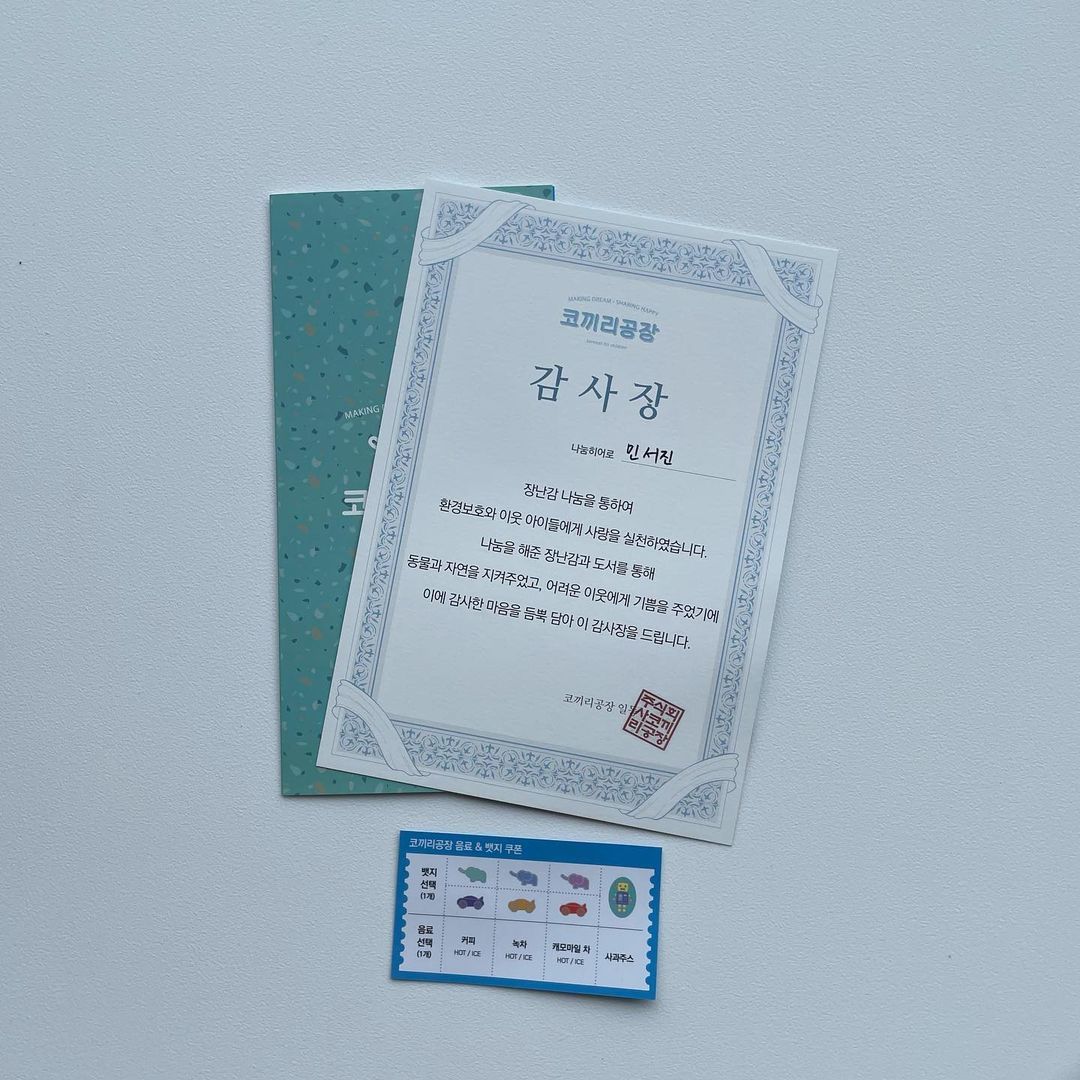 MAKING
코
MAKING DREAM • SHARING HAPPY
코끼리공장
감사장
나눔히어로 민서진
장난감 나눔을 통하여
환경보호와 이웃 아이들에게 사랑을 실천하였습니다.
나눔을 해준 장난감과 도서를 통해
동물과 자연을 지켜주었고, 어려운 이웃에게 기쁨을 주었기에
이에 감사한 마음을 듬뿍 담아 이 감사장을 드립니다.
코끼리공장
주식회
사코끼
리공장
코끼리공장 음료 & 뱃지 쿠폰
뱃지
선택
(1개)
음료
선택
(1개)
커피
HOT / ICE
녹차
HOT / ICE
캐모마일 차
HOT / ICE
사과주스